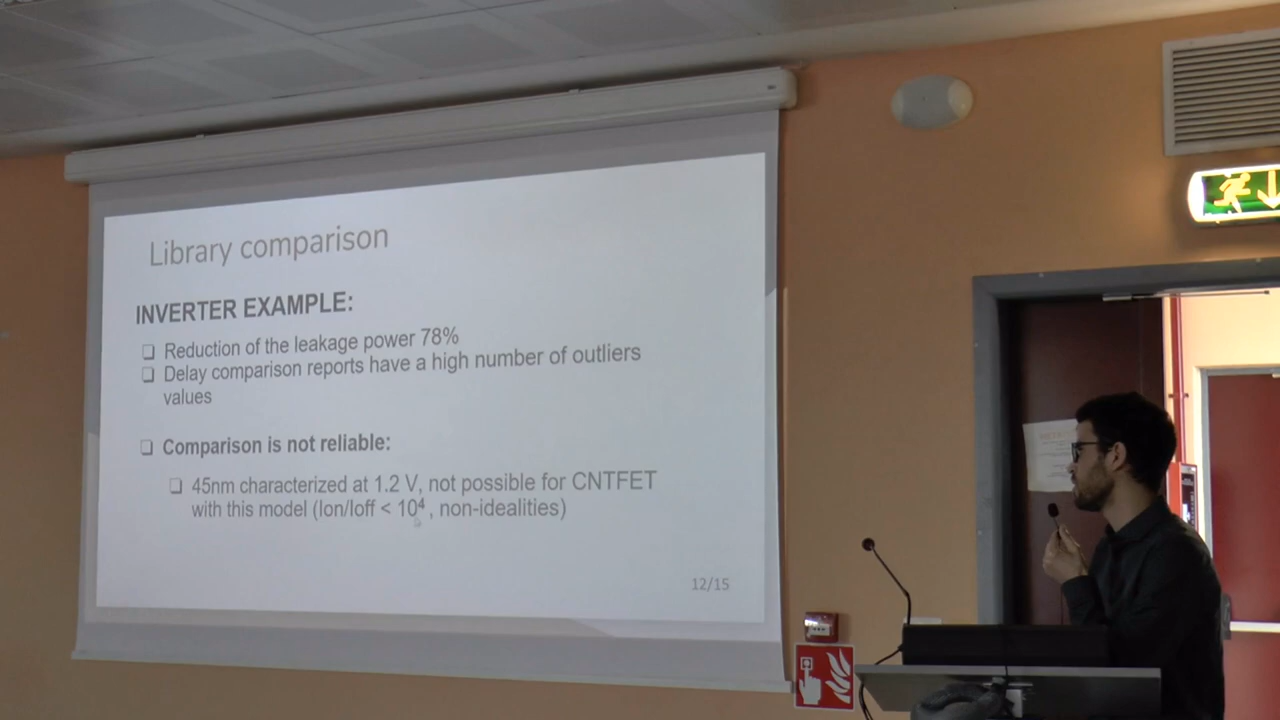 Library comparison
INVERTER EXAMPLE:
❑ Reduction of the leakage power 78%
❑ Delay comparison reports have a high number of outliers
values
❑ Comparison is not reliable:
❑ 45nm characterized at 1.2 V, not possible for CNTFET
with this model (Ion/Ioff < 10⁴ , non-idealities)
12/15